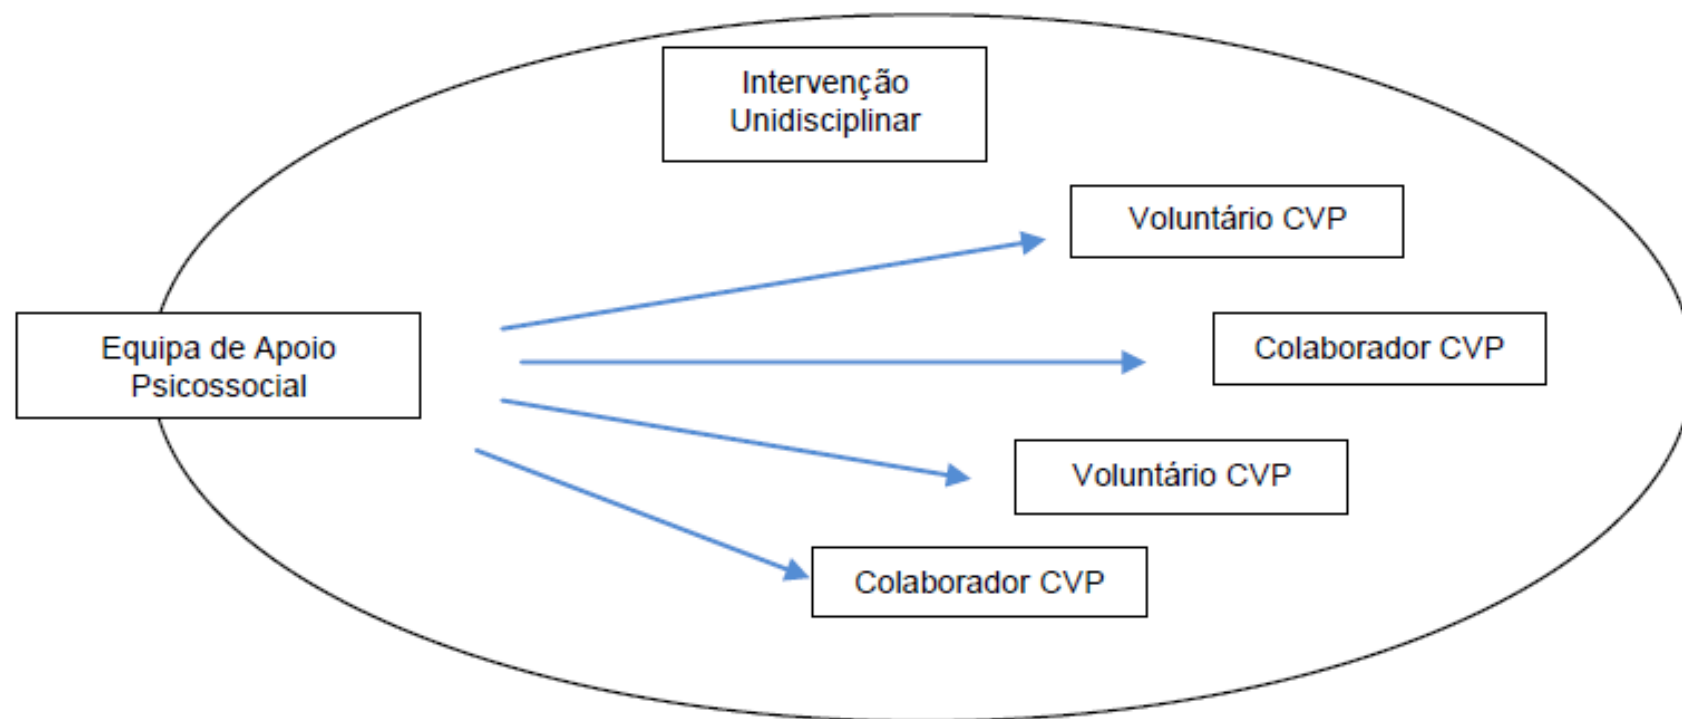 Intervenção
Unidisciplinar
Voluntário CVP
Equipa de Apoio
Psicossocial
Colaborador CVP
Voluntário CVP
Colaborador CVP